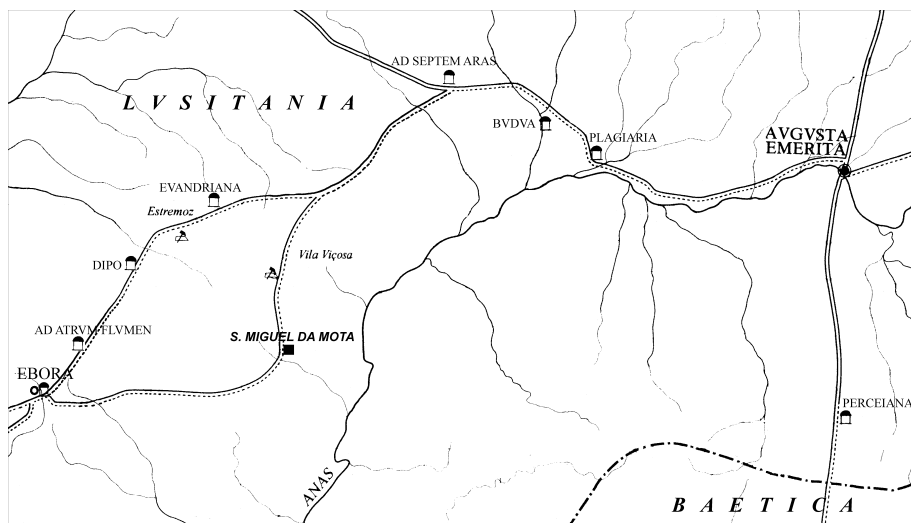 AD SEPTEM ARAS
LVSITANIA
BVDVA
PLAGIARIA
AVGVSTA
EMERITA
EVANDRIANA
Estremoz
Vila Viçosa
DIPO
AD ATRVM FLVMEN
S. MIGUEL DA MOTA
EBORA
PERCEIANA
ANAS
BAETICA